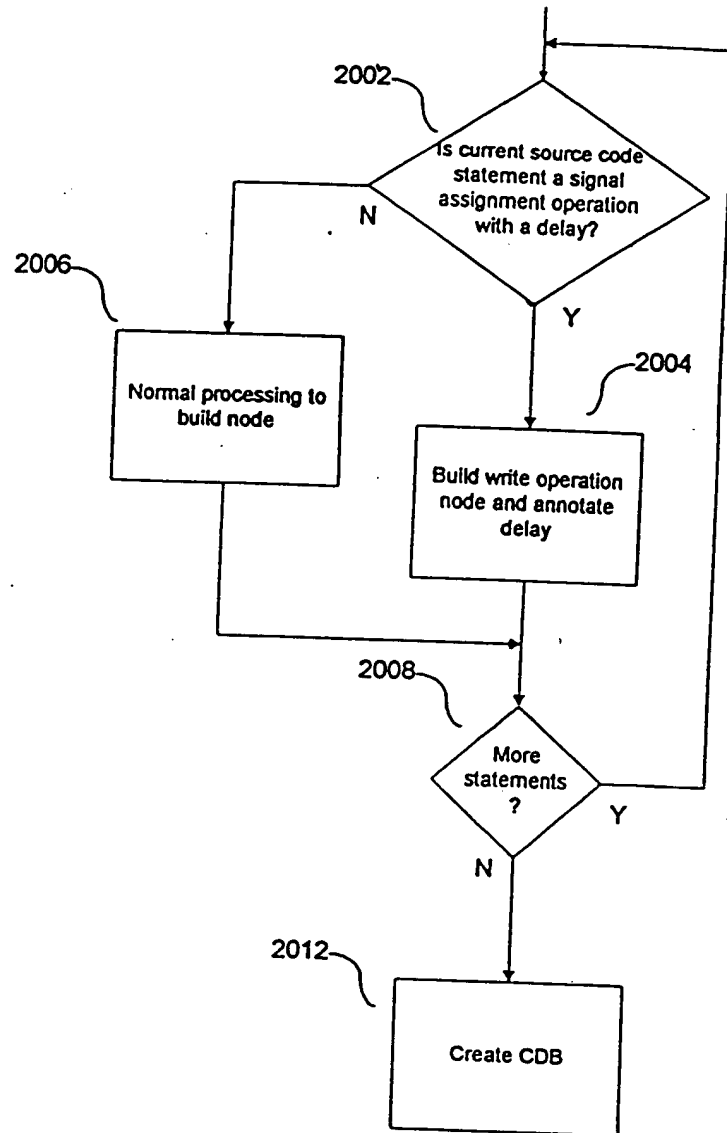 2002
Is current source code
statement a signal
assignment operation
with a delay?
N
Y
2006
Normal processing to
build node
2004
Build write operation
node and annotate
delay
2008
More
statements
?
Y
N
2012
Create CDB